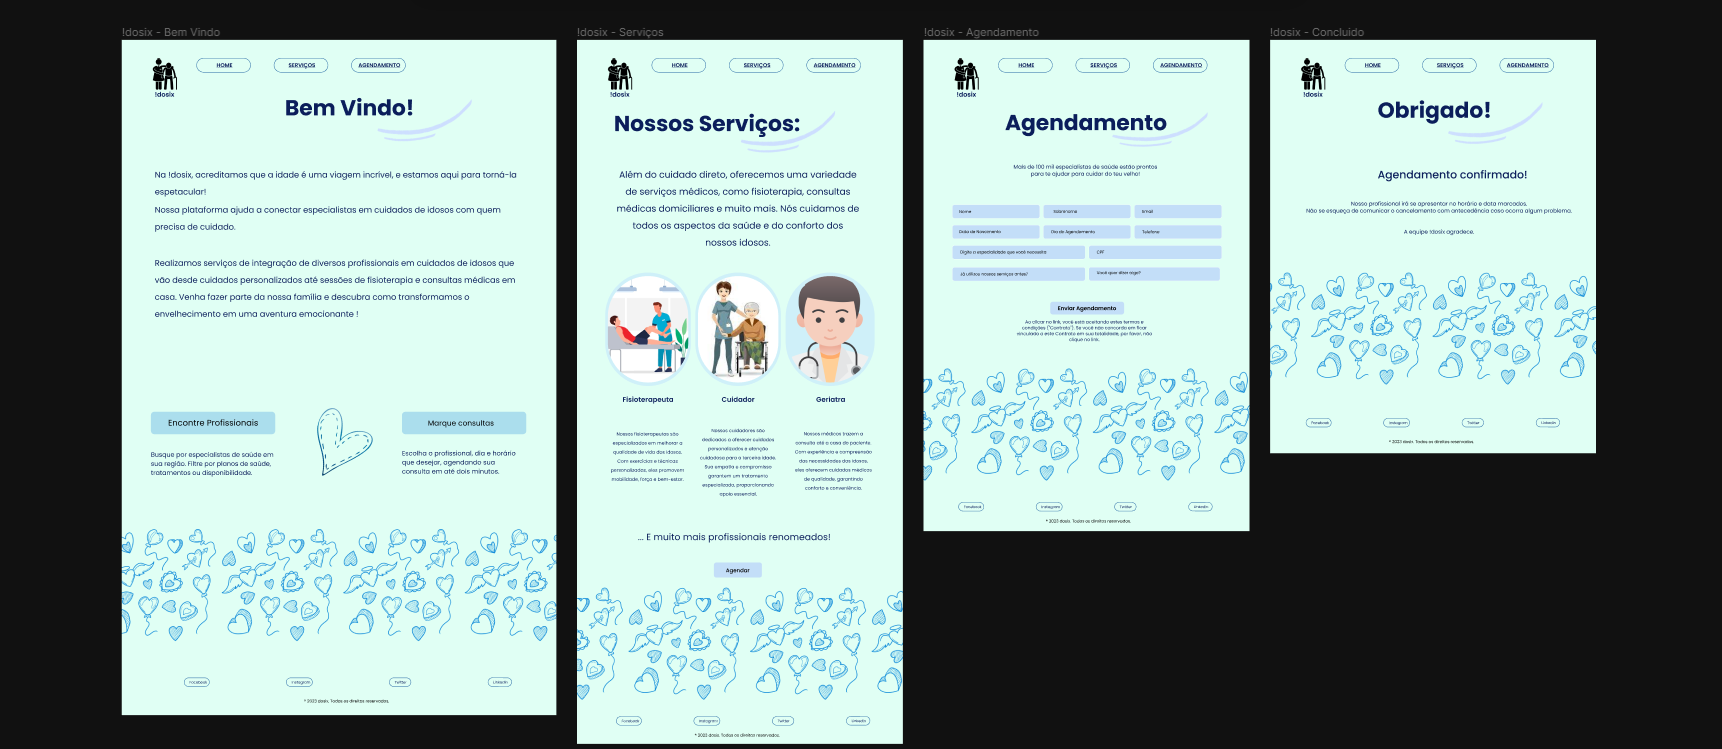 !dosix - Bem Vindo
HOME
SERVIÇOS
AGENDAMENTO
!dosix
Bem Vindo!
Na !dosix, acreditamos que a idade é uma viagem incrível, e estamos aqui para torná-la
espetacular!
Nossa plataforma ajuda a conectar especialistas em cuidados de idosos com quem
precisa de cuidado.
Realizamos serviços de integração de diversos profissionais em cuidados de idosos que
vão desde cuidados personalizados até sessões de fisioterapia e consultas médicas em
casa. Venha fazer parte da nossa família e descubra como transformamos o
envelhecimento em uma aventura emocionante !
Encontre Profissionais
Busque por especialistas de saúde em
sua região. Filtre por planos de saúde,
tratamentos ou disponibilidade.
Marque consultas
Escolha o profissional, dia e horário
que desejar, agendando sua
consulta em até dois minutos.
Facebook
Instagram
Twitter
LinkedIn
® 2023 dosix. Todos os direitos reservados.
!dosix - Serviços
HOME
SERVIÇOS
AGENDAMENTO
!dosix
Nossos Serviços:
Além do cuidado direto, oferecemos uma variedade
de serviços médicos, como fisioterapia, consultas
médicas domiciliares e muito mais. Nós cuidamos de
todos os aspectos da saúde e do conforto dos
nossos idosos.
Fisioterapeuta
Nossos fisioterapeutas são
especializados em melhorar a
qualidade de vida dos idosos.
Com exercícios e técnicas
personalizadas, eles promovem
mobilidade, força e bem-estar.
Cuidador
Nossos cuidadores são
dedicados a oferecer cuidados
personalizados e atenção
cuidadosa para a terceira idade.
Sua empatia e compromisso
garantem um tratamento
especializado, proporcionando
apoio essencial.
Geriatra
Nossos médicos trazem a
consulta até a casa do paciente.
Com experiência e compreensão
das necessidades dos idosos,
eles oferecem cuidados médicos
de qualidade, garantindo
conforto e conveniência.
... E muito mais profissionais renomeados!
Agendar
Facebook
Instagram
Twitter
LinkedIn
® 2023 dosix. Todos os direitos reservados.
!dosix - Agendamento
HOME
SERVIÇOS
AGENDAMENTO
!dosix
Agendamento
Mais de 100 mil especialistas de saúde estão prontos
para te ajudar para cuidar do teu velho!
Nome
Sobrenome
Email
Data de Nascimento
Dia do Agendamento
Telefone
Digite a especialidade que você necessita
CPF
Já utilizou nossos serviços antes?
Você quer dizer algo?
Enviar Agendamento
Ao clicar no link, você está aceitando estes termos e
condições ("Contrato"). Se você não concorda em ficar
vinculado a este Contrato em sua totalidade, por favor, não
clique no link.
Facebook
Instagram
Twitter
LinkedIn
® 2023 dosix. Todos os direitos reservados.
!dosix - Concluido
HOME
SERVIÇOS
AGENDAMENTO
!dosix
Obrigado!
Agendamento confirmado!
Nosso profissional irá se apresentar no horário e data marcados.
Não se esqueça de comunicar o cancelamento com antecedência caso ocorra algum problema.
A equipe !dosix agradece.
Facebook
Instagram
Twitter
LinkedIn
® 2023 dosix. Todos os direitos reservados.